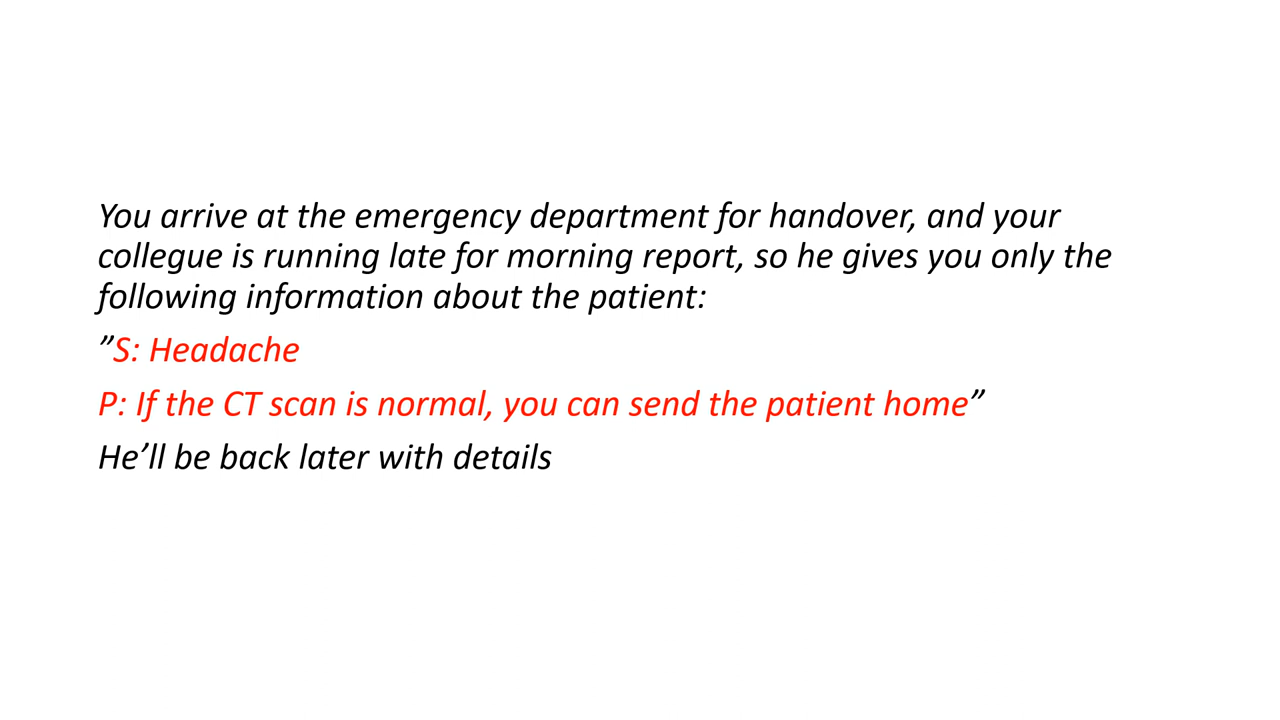 You arrive at the emergency department for handover, and your
collegue is running late for morning report, so he gives you only the
following information about the patient:
”S: Headache
P: If the CT scan is normal, you can send the patient home”
He’ll be back later with details